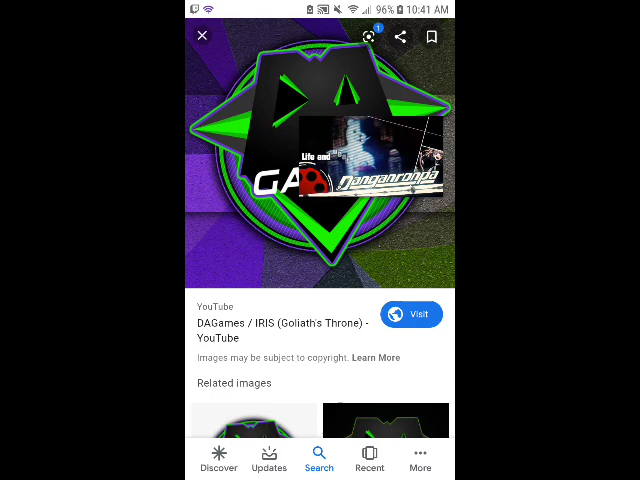 96% 10:41 AM
1
GA
Life and
Danganronpa
YouTube
DAGames / IRIS (Goliath's Throne) -
YouTube
Visit
Images may be subject to copyright. Learn More
Related images
Discover Updates Search Recent More